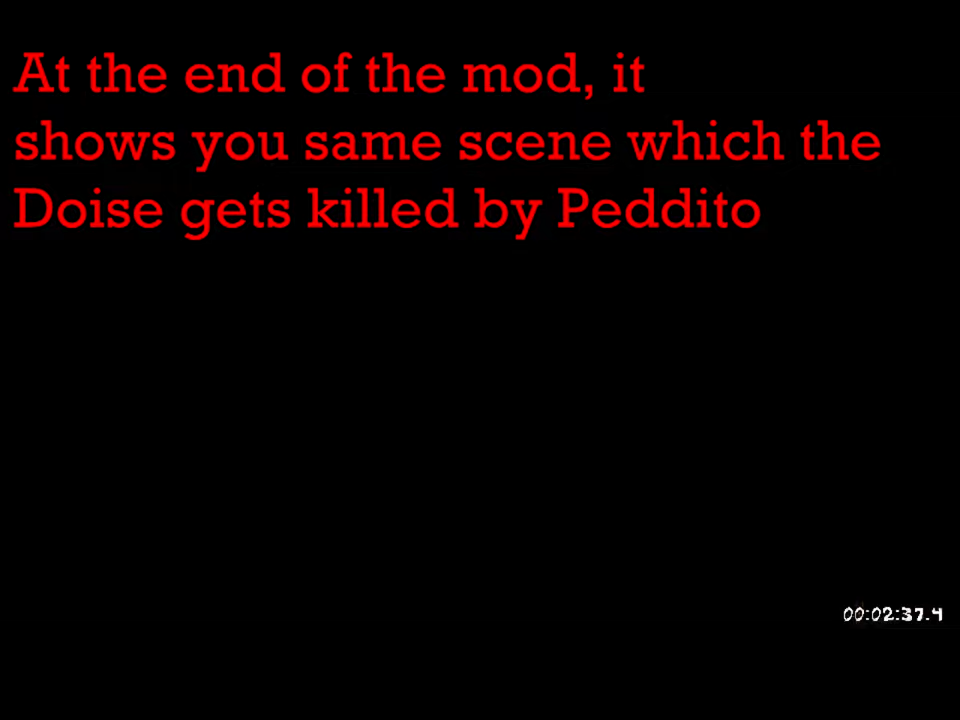 At the end of the mod, it
shows you same scene which the
Doise gets killed by Peddito
00:02:37.4